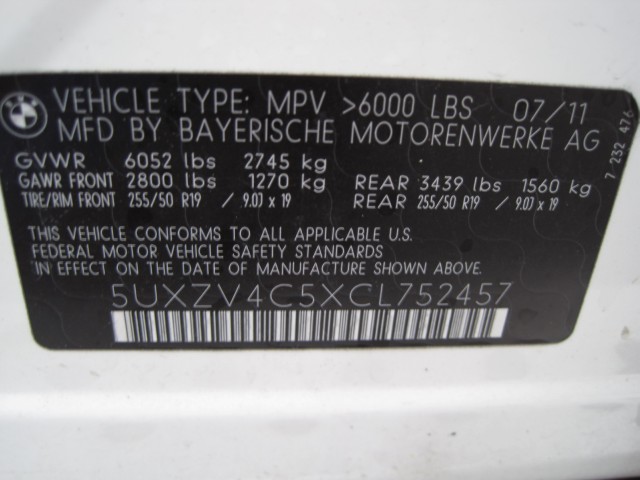 BMW
VEHICLE TYPE: MPV >6000 LBS 07/11
MFD BY BAYERISCHE MOTORENWERKE AG
GVWR 6052 lbs 2745 kg
GAWR FRONT 2800 lbs 1270 kg REAR 3439 lbs 1560 kg
TIRE/RIM FRONT 255/50 R19 / 9.0J x 19 REAR 255/50 R19 / 9.0J x 19
THIS VEHICLE CONFORMS TO ALL APPLICABLE U.S.
FEDERAL MOTOR VEHICLE SAFETY STANDARDS
IN EFFECT ON THE DATE OF MANUFACTURE SHOWN ABOVE.
5UXZV4C5XCL752457
7-232 476